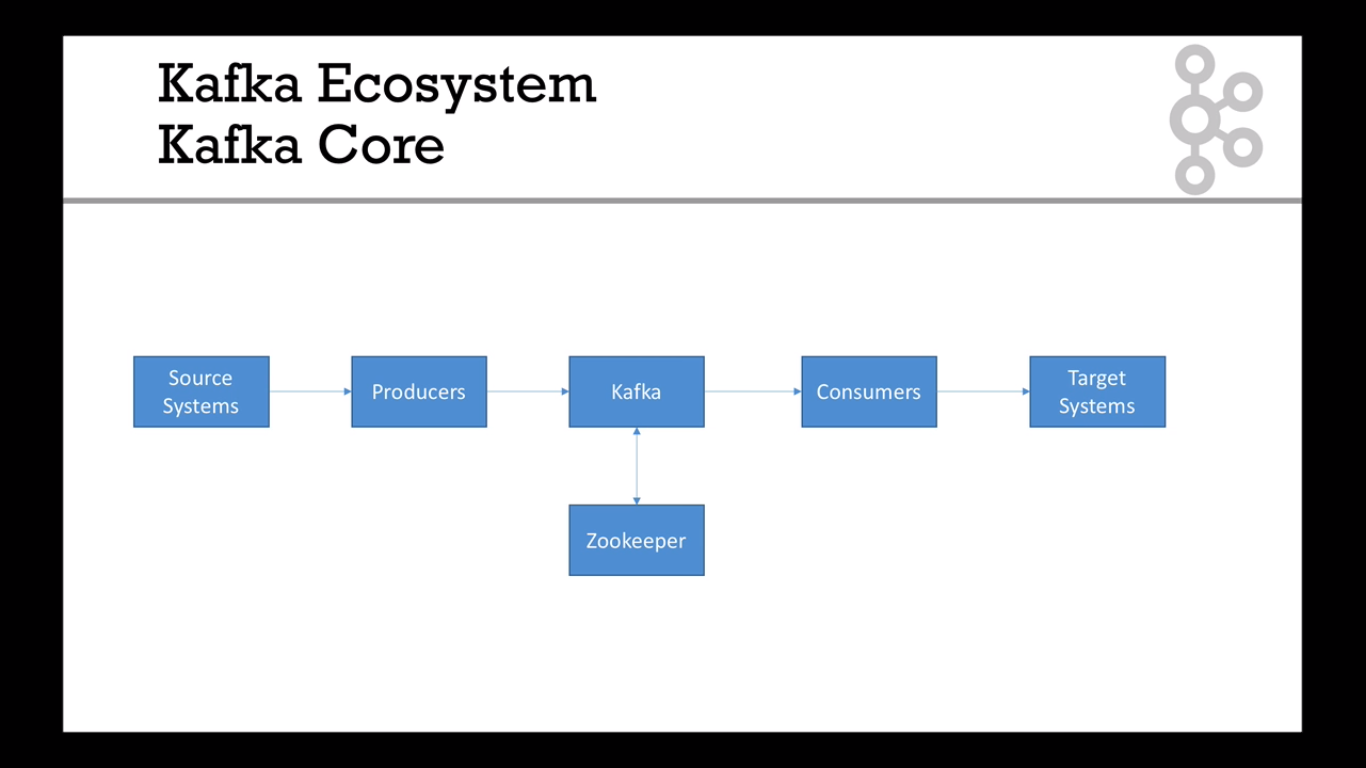 Kafka Ecosystem
Kafka Core
Source
Systems
Producers
Kafka
Consumers
Target
Systems
Zookeeper